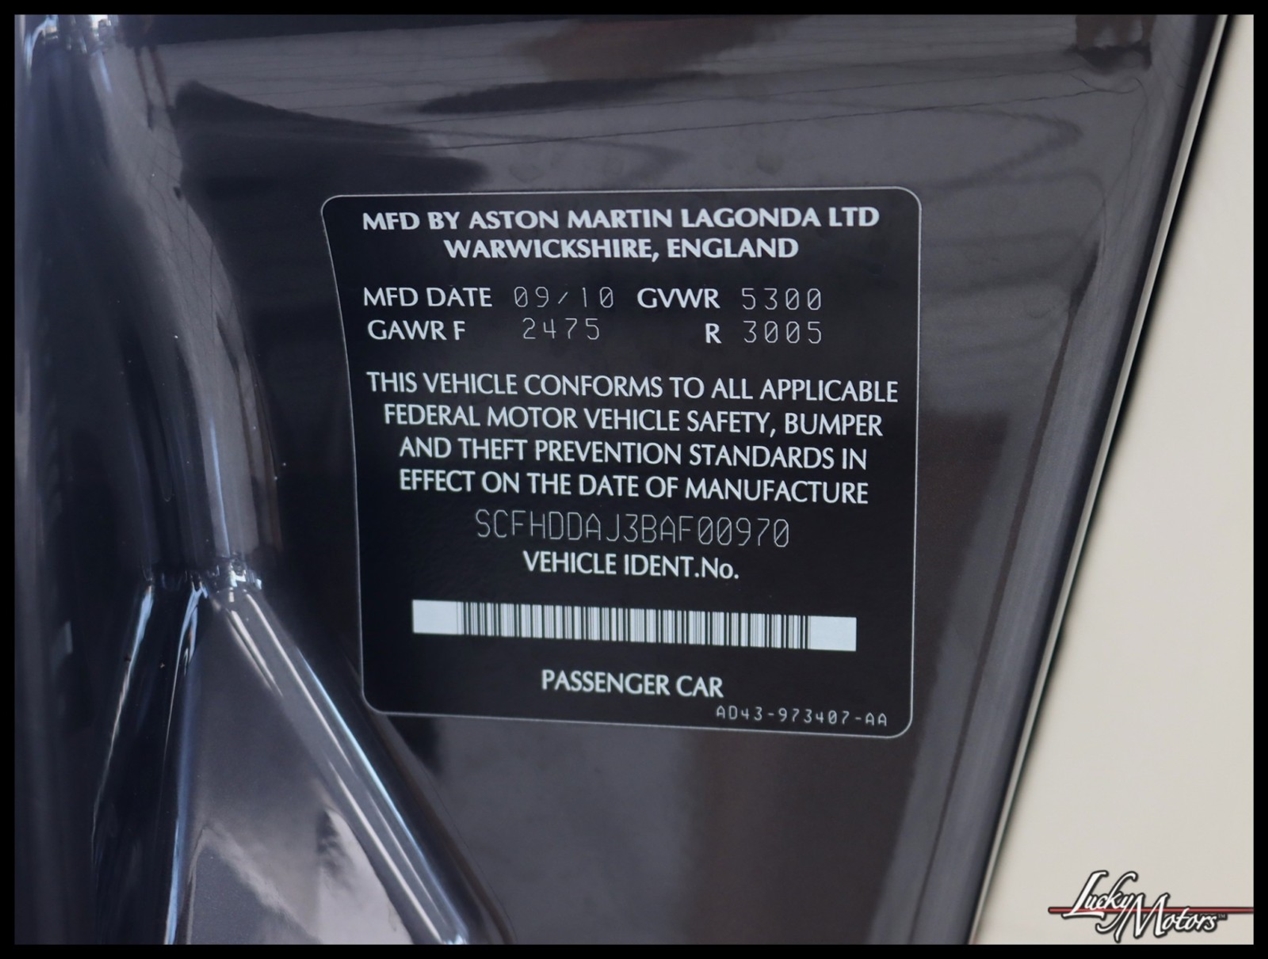 MFD BY ASTON MARTIN LAGONDA LTD
WARWICKSHIRE, ENGLAND
MFD DATE 09/10 GVWR 5300
GAWR F 2475 R 3005
THIS VEHICLE CONFORMS TO ALL APPLICABLE
FEDERAL MOTOR VEHICLE SAFETY, BUMPER
AND THEFT PREVENTION STANDARDS IN
EFFECT ON THE DATE OF MANUFACTURE
SCFHDDAJ3BAF00970
VEHICLE IDENT.No.
PASSENGER CAR
AD43-973407-AA
Lucky Motors